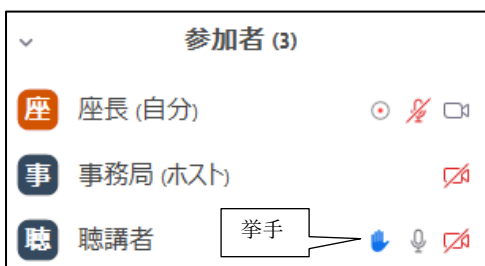 参加者 (3)
座 座長 (自分)
事 事務局 (ホスト)
聴 聴講者
挙手